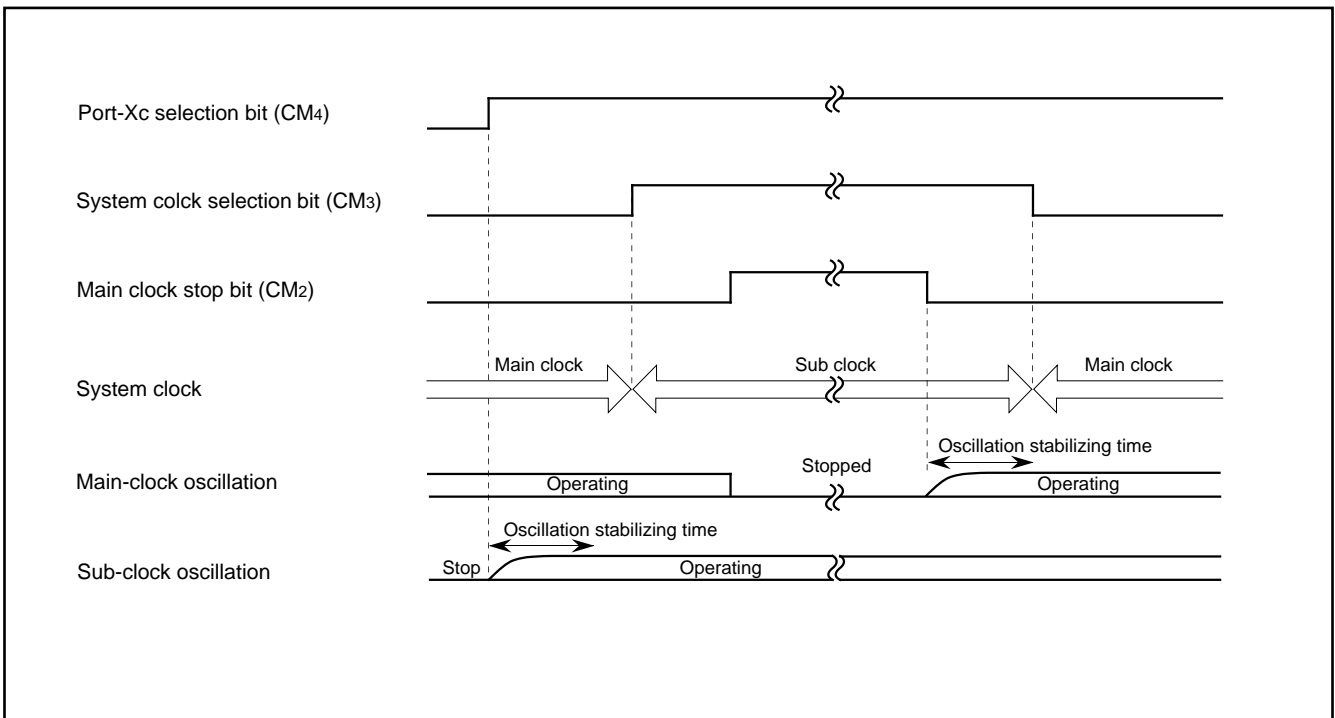 Port-Xc selection bit (CM4)
System colck selection bit (CM3)
Main clock stop bit (CM2)
Main clock
Sub clock
Main clock
System clock
Oscillation stabilizing time
Main-clock oscillation
Operating
Stopped
Operating
Oscillation stabilizing time
Sub-clock oscillation
Stop
Operating